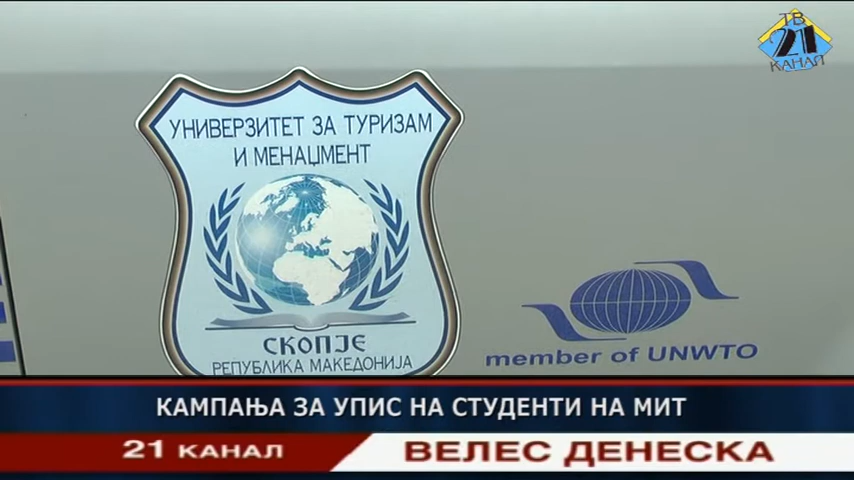 ТВ
21
КАНАЛ
УНИВЕРЗИТЕТ ЗА ТУРИЗАМ
И МЕНАЏМЕНТ
СКОПЈЕ
РЕПУБЛИКА МАКЕДОНИЈА
member of UNWTO
КАМПАЊА ЗА УПИС НА СТУДЕНТИ НА МИТ
21 КАНАЛ
ВЕЛЕС ДЕНЕСКА